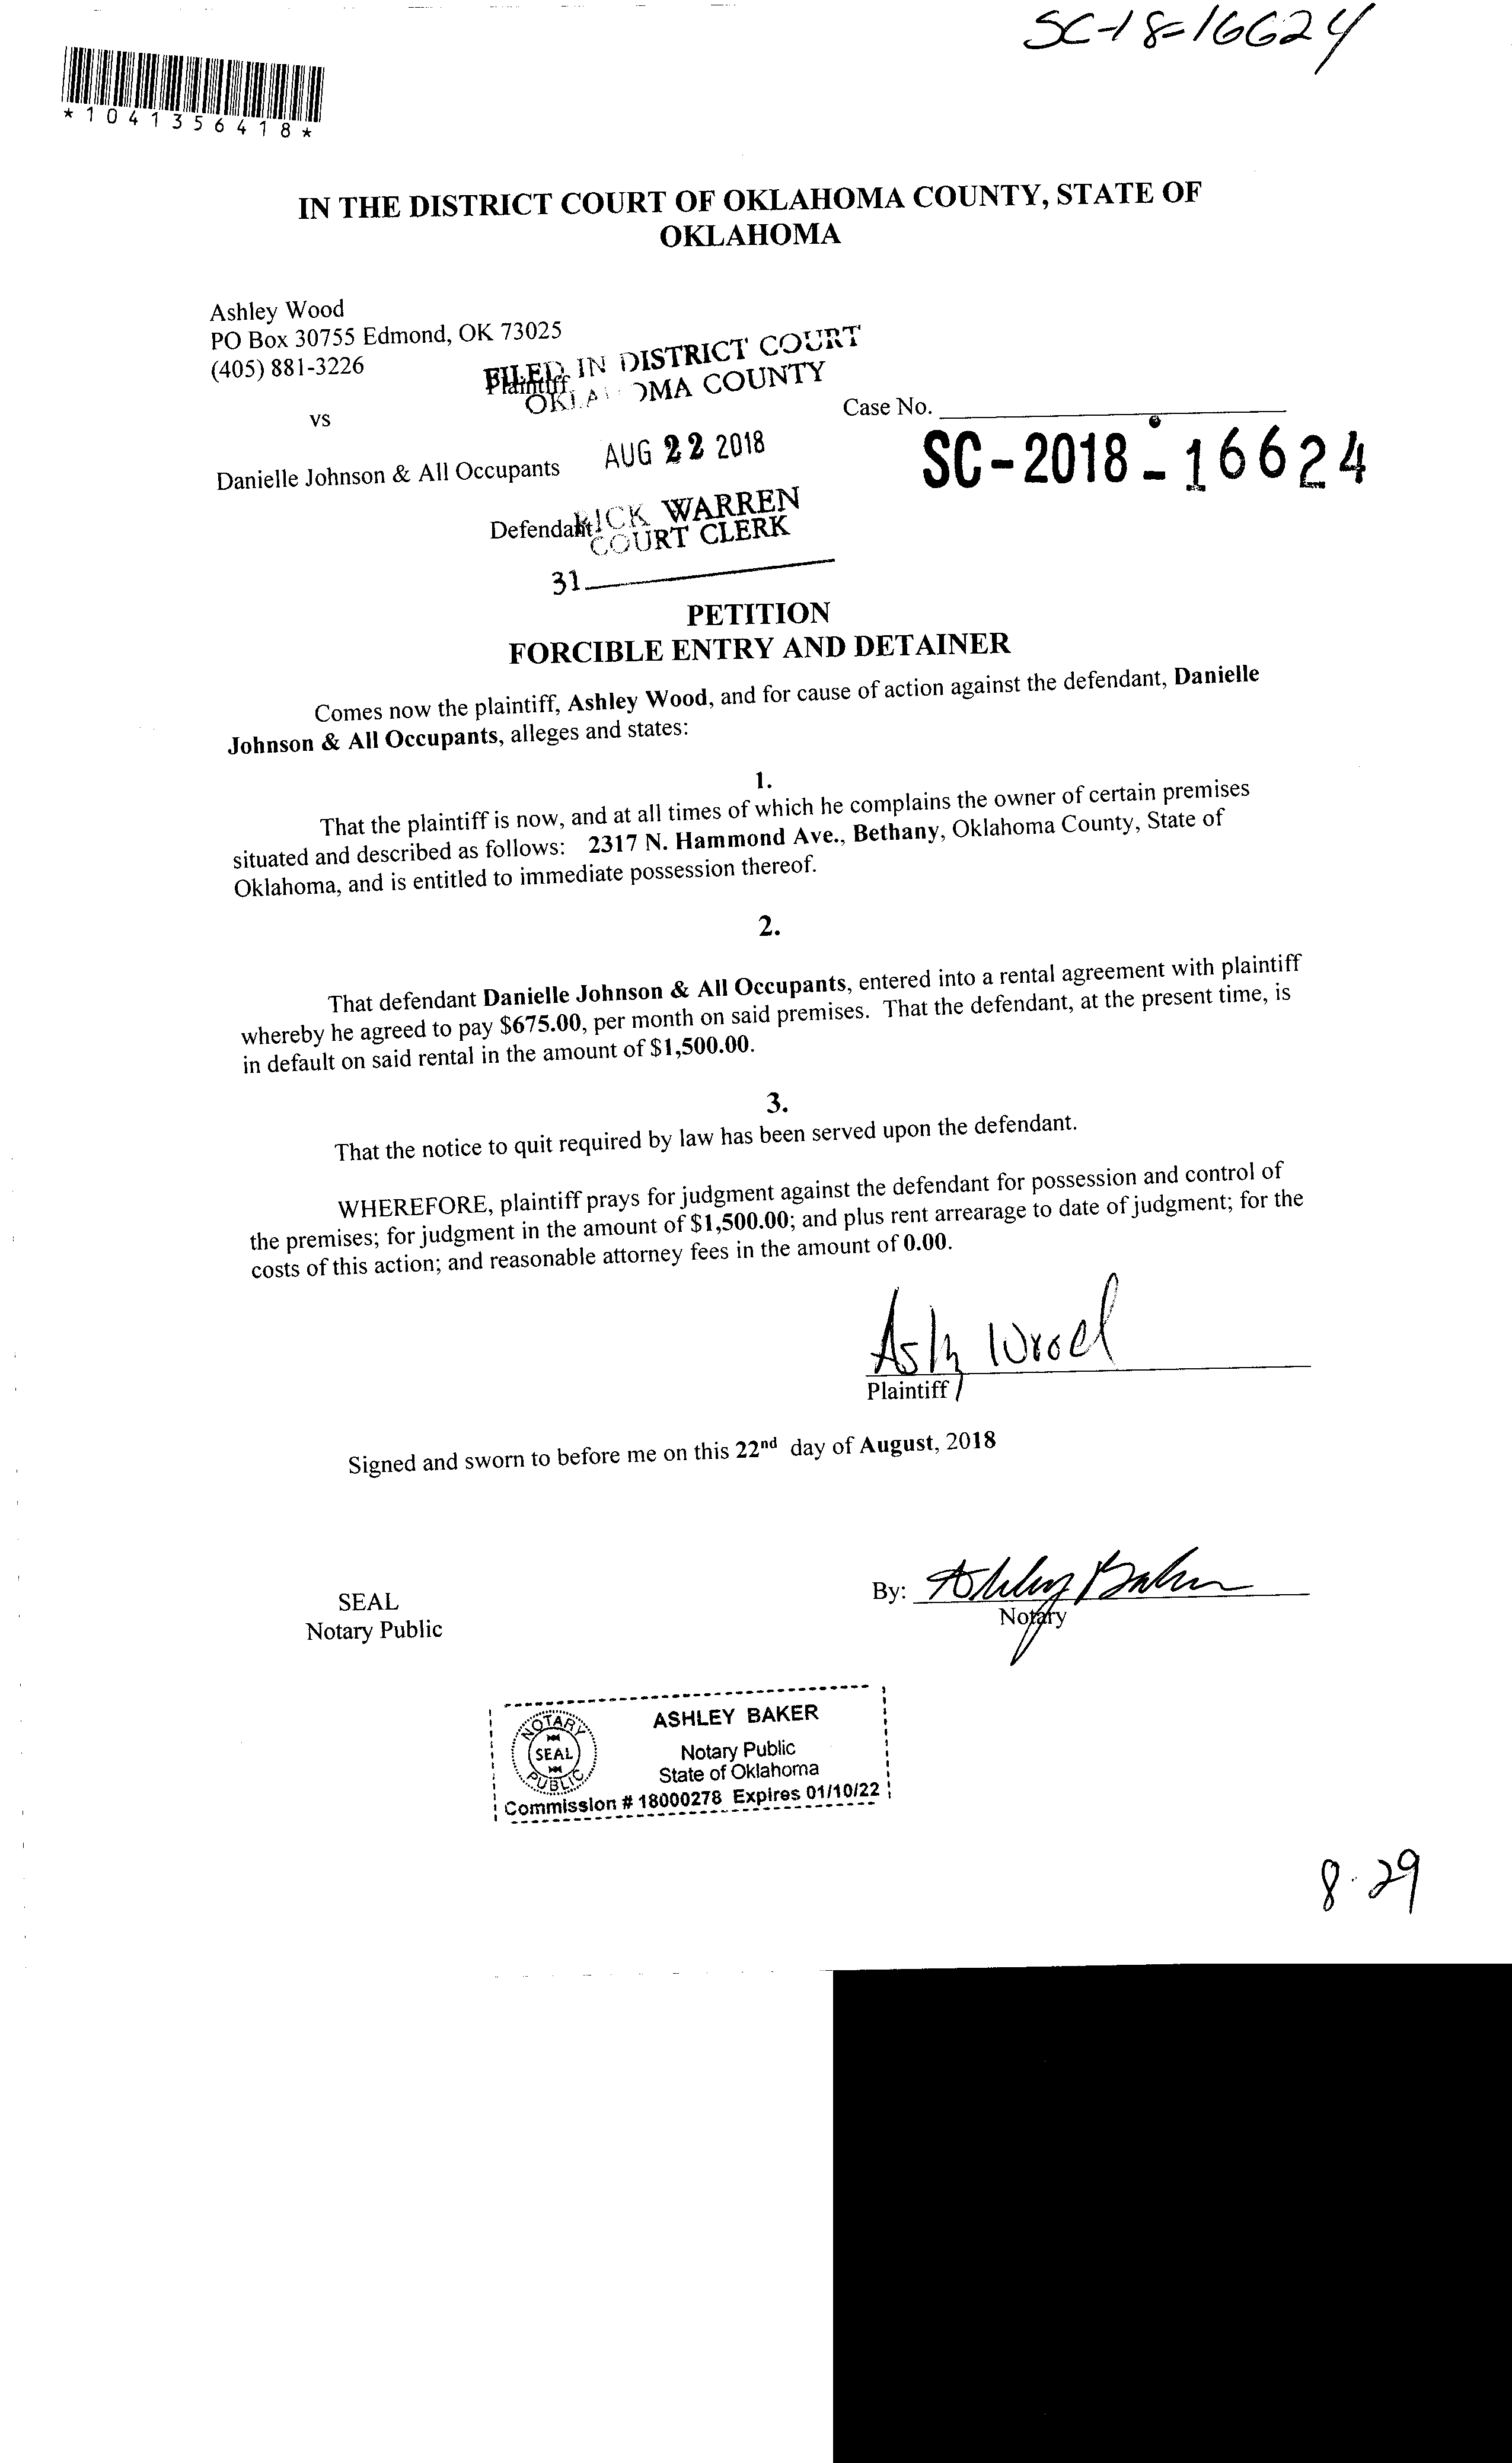 SC-18-16624
*1041356418*
IN THE DISTRICT COURT OF OKLAHOMA COUNTY, STATE OF
OKLAHOMA
Ashley Wood
PO Box 30755 Edmond, OK 73025
(405) 881-3226
Plaintiff,
FILED IN DISTRICT COURT
OKLAHOMA COUNTY
vs
Case No.
AUG 22 2018
SC-2018-16624
Danielle Johnson & All Occupants
Defendant.
RICK WARREN
COURT CLERK
31
PETITION
FORCIBLE ENTRY AND DETAINER
Comes now the plaintiff, Ashley Wood, and for cause of action against the defendant, Danielle
Johnson & All Occupants, alleges and states:
1.
That the plaintiff is now, and at all times of which he complains the owner of certain premises
situated and described as follows: 2317 N. Hammond Ave., Bethany, Oklahoma County, State of
Oklahoma, and is entitled to immediate possession thereof.
2.
That defendant Danielle Johnson & All Occupants, entered into a rental agreement with plaintiff
whereby he agreed to pay $675.00, per month on said premises. That the defendant, at the present time, is
in default on said rental in the amount of $1,500.00.
3.
That the notice to quit required by law has been served upon the defendant.
WHEREFORE, plaintiff prays for judgment against the defendant for possession and control of
the premises; for judgment in the amount of $1,500.00; and plus rent arrearage to date of judgment; for the
costs of this action; and reasonable attorney fees in the amount of 0.00.
Ashley Wood
Plaintiff
Signed and sworn to before me on this 22nd day of August, 2018
SEAL
Notary Public
By: Ashley Baker
Notary
NOTARY
SEAL
PUBLIC
ASHLEY BAKER
Notary Public
State of Oklahoma
Commission # 18000278 Expires 01/10/22
8-29